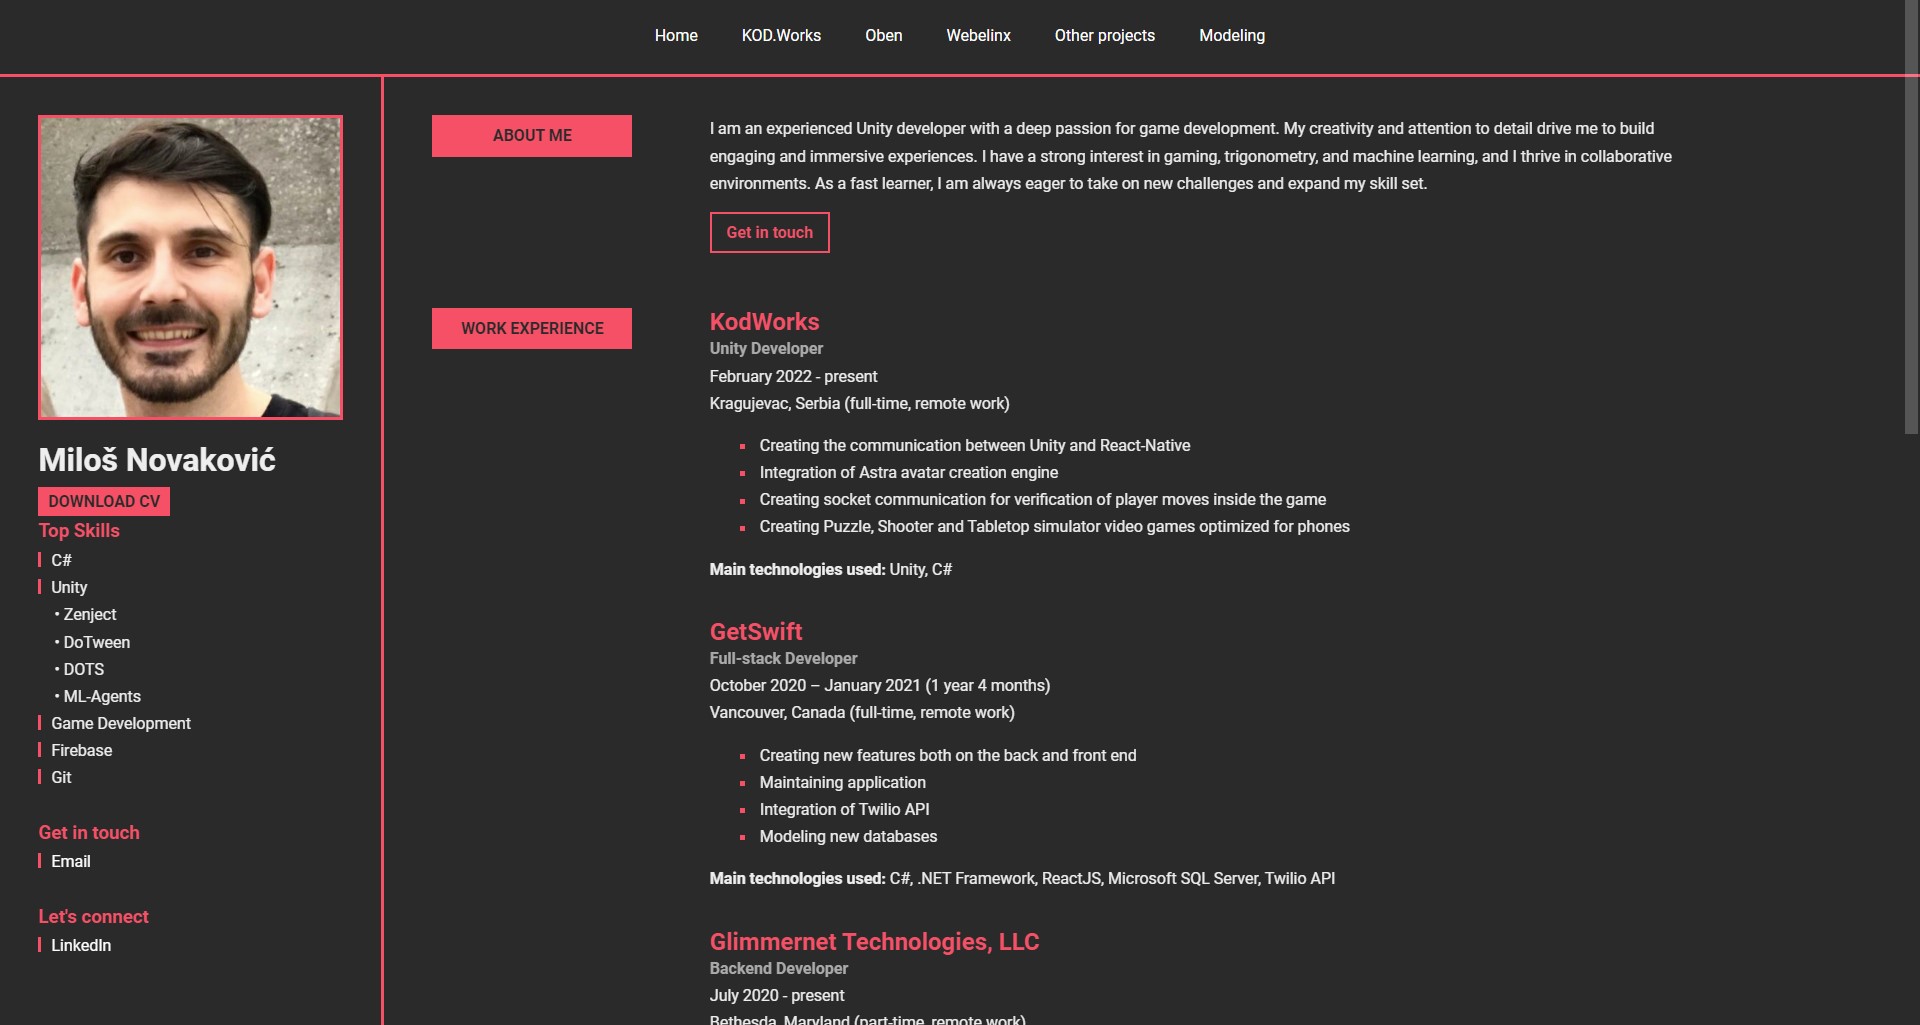 Home KOD.Works Oben Webelinx Other projects Modeling
Miloš Novaković
DOWNLOAD CV
Top Skills
C#
Unity
• Zenject
• DoTween
• DOTS
• ML-Agents
Game Development
Firebase
Git
Get in touch
Email
Let's connect
LinkedIn
ABOUT ME
I am an experienced Unity developer with a deep passion for game development. My creativity and attention to detail drive me to build
engaging and immersive experiences. I have a strong interest in gaming, trigonometry, and machine learning, and I thrive in collaborative
environments. As a fast learner, I am always eager to take on new challenges and expand my skill set.
Get in touch
WORK EXPERIENCE
KodWorks
Unity Developer
February 2022 - present
Kragujevac, Serbia (full-time, remote work)
Creating the communication between Unity and React-Native
Integration of Astra avatar creation engine
Creating socket communication for verification of player moves inside the game
Creating Puzzle, Shooter and Tabletop simulator video games optimized for phones
Main technologies used: Unity, C#
GetSwift
Full-stack Developer
October 2020 – January 2021 (1 year 4 months)
Vancouver, Canada (full-time, remote work)
Creating new features both on the back and front end
Maintaining application
Integration of Twilio API
Modeling new databases
Main technologies used: C#, .NET Framework, ReactJS, Microsoft SQL Server, Twilio API
Glimmernet Technologies, LLC
Backend Developer
July 2020 - present
Bethesda, Maryland (part-time, remote work)